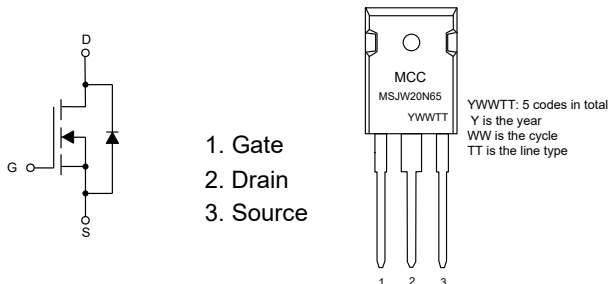 D
G
S
1. Gate
2. Drain
3. Source
MCC
MSJW20N65
YWWTT
YWWTT: 5 codes in total
Y is the year
WW is the cycle
TT is the line type
1 2 3